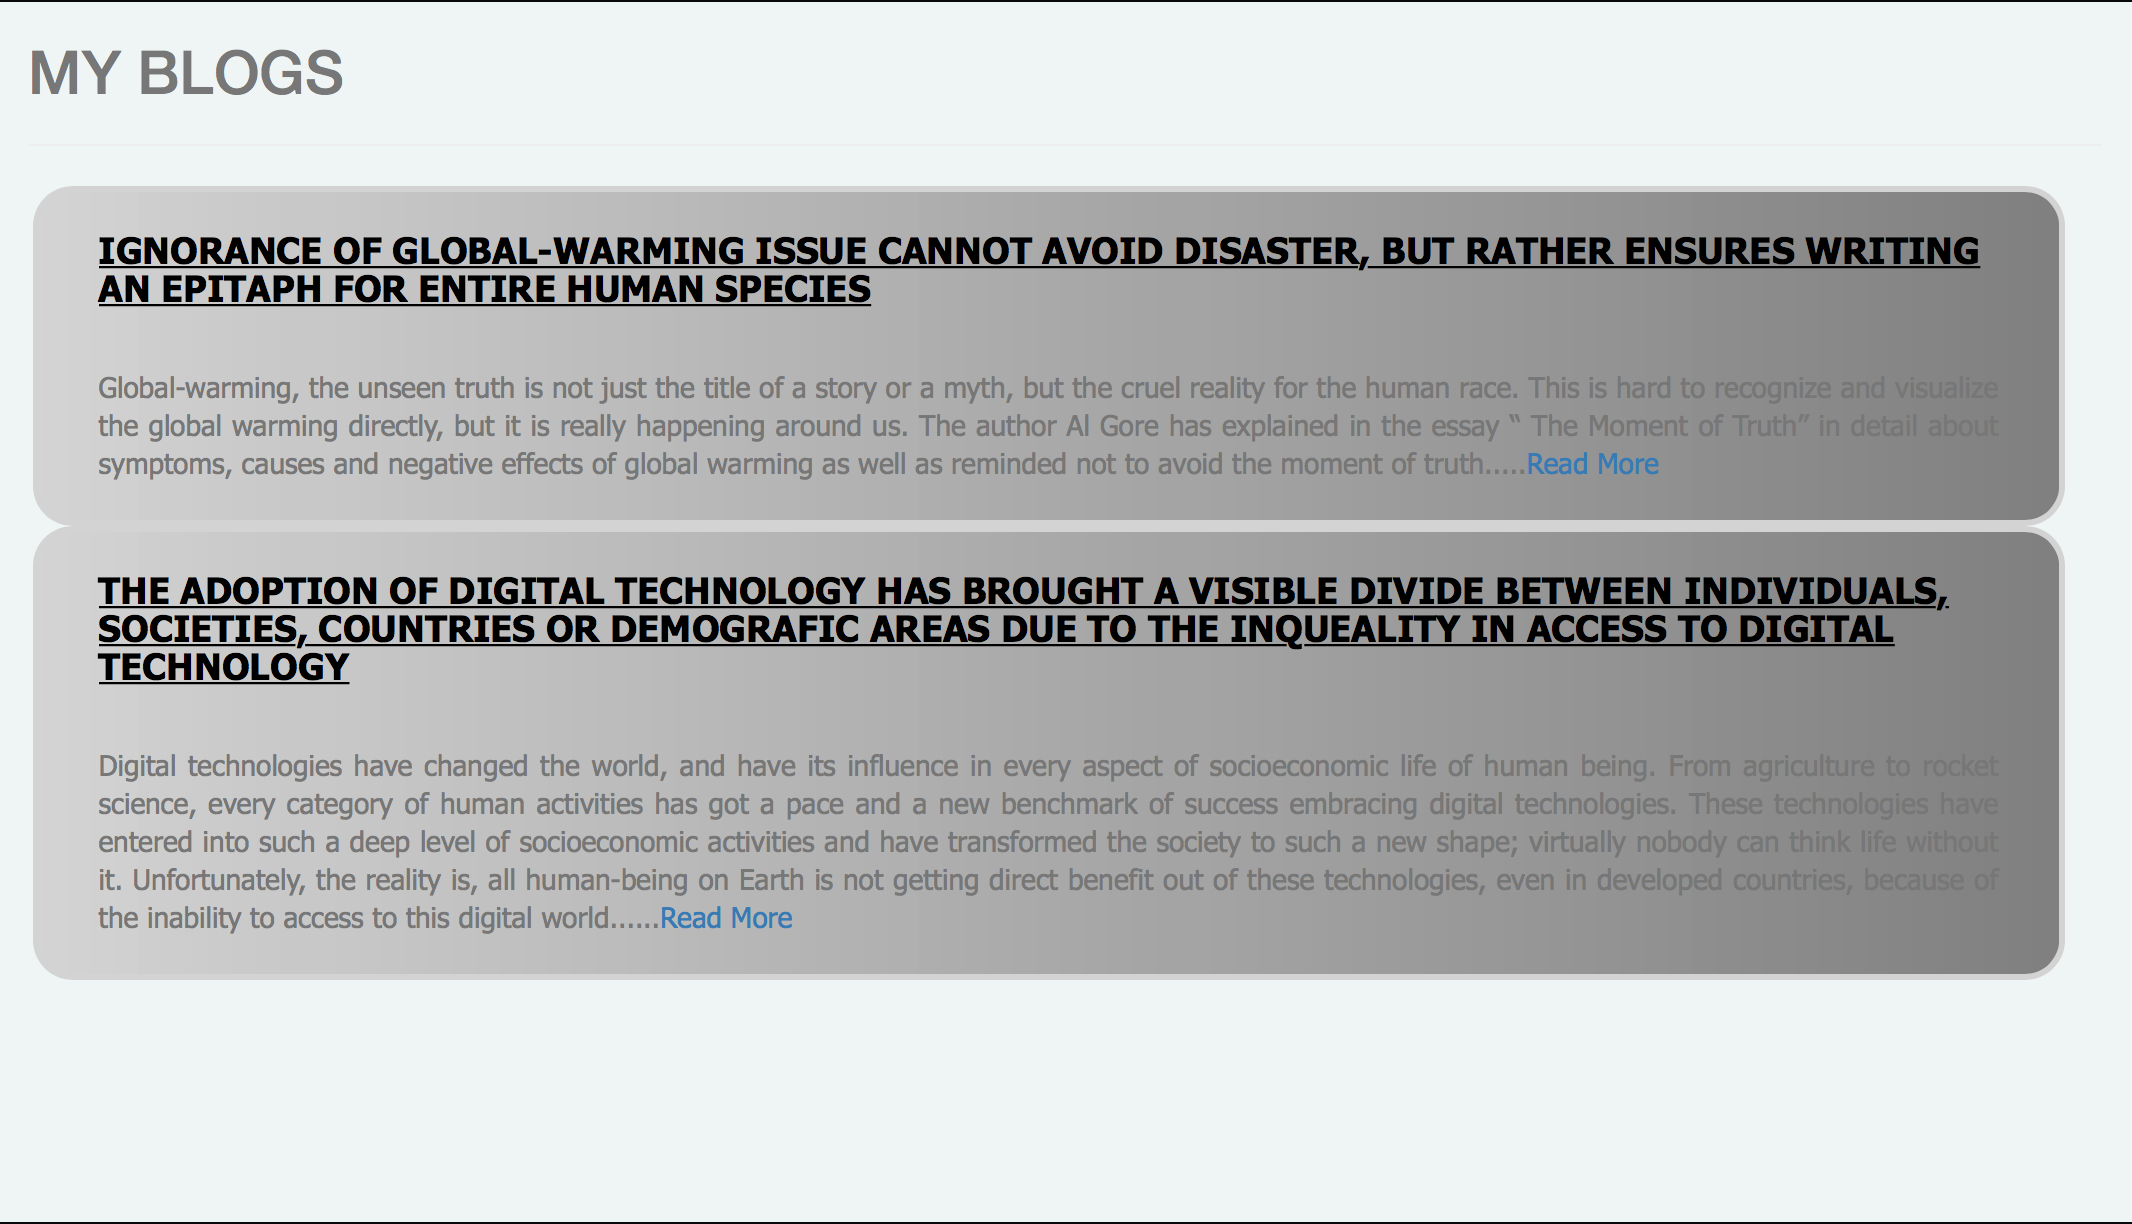 MY BLOGS
IGNORANCE OF GLOBAL-WARMING ISSUE CANNOT AVOID DISASTER, BUT RATHER ENSURES WRITING
AN EPITAPH FOR ENTIRE HUMAN SPECIES
Global-warming, the unseen truth is not just the title of a story or a myth, but the cruel reality for the human race. This is hard to recognize and visualize
the global warming directly, but it is really happening around us. The author Al Gore has explained in the essay “ The Moment of Truth” in detail about
symptoms, causes and negative effects of global warming as well as reminded not to avoid the moment of truth.....Read More
THE ADOPTION OF DIGITAL TECHNOLOGY HAS BROUGHT A VISIBLE DIVIDE BETWEEN INDIVIDUALS,
SOCIETIES, COUNTRIES OR DEMOGRAFIC AREAS DUE TO THE INQUEALITY IN ACCESS TO DIGITAL
TECHNOLOGY
Digital technologies have changed the world, and have its influence in every aspect of socioeconomic life of human being. From agriculture to rocket
science, every category of human activities has got a pace and a new benchmark of success embracing digital technologies. These technologies have
entered into such a deep level of socioeconomic activities and have transformed the society to such a new shape; virtually nobody can think life without
it. Unfortunately, the reality is, all human-being on Earth is not getting direct benefit out of these technologies, even in developed countries, because of
the inability to access to this digital world......Read More